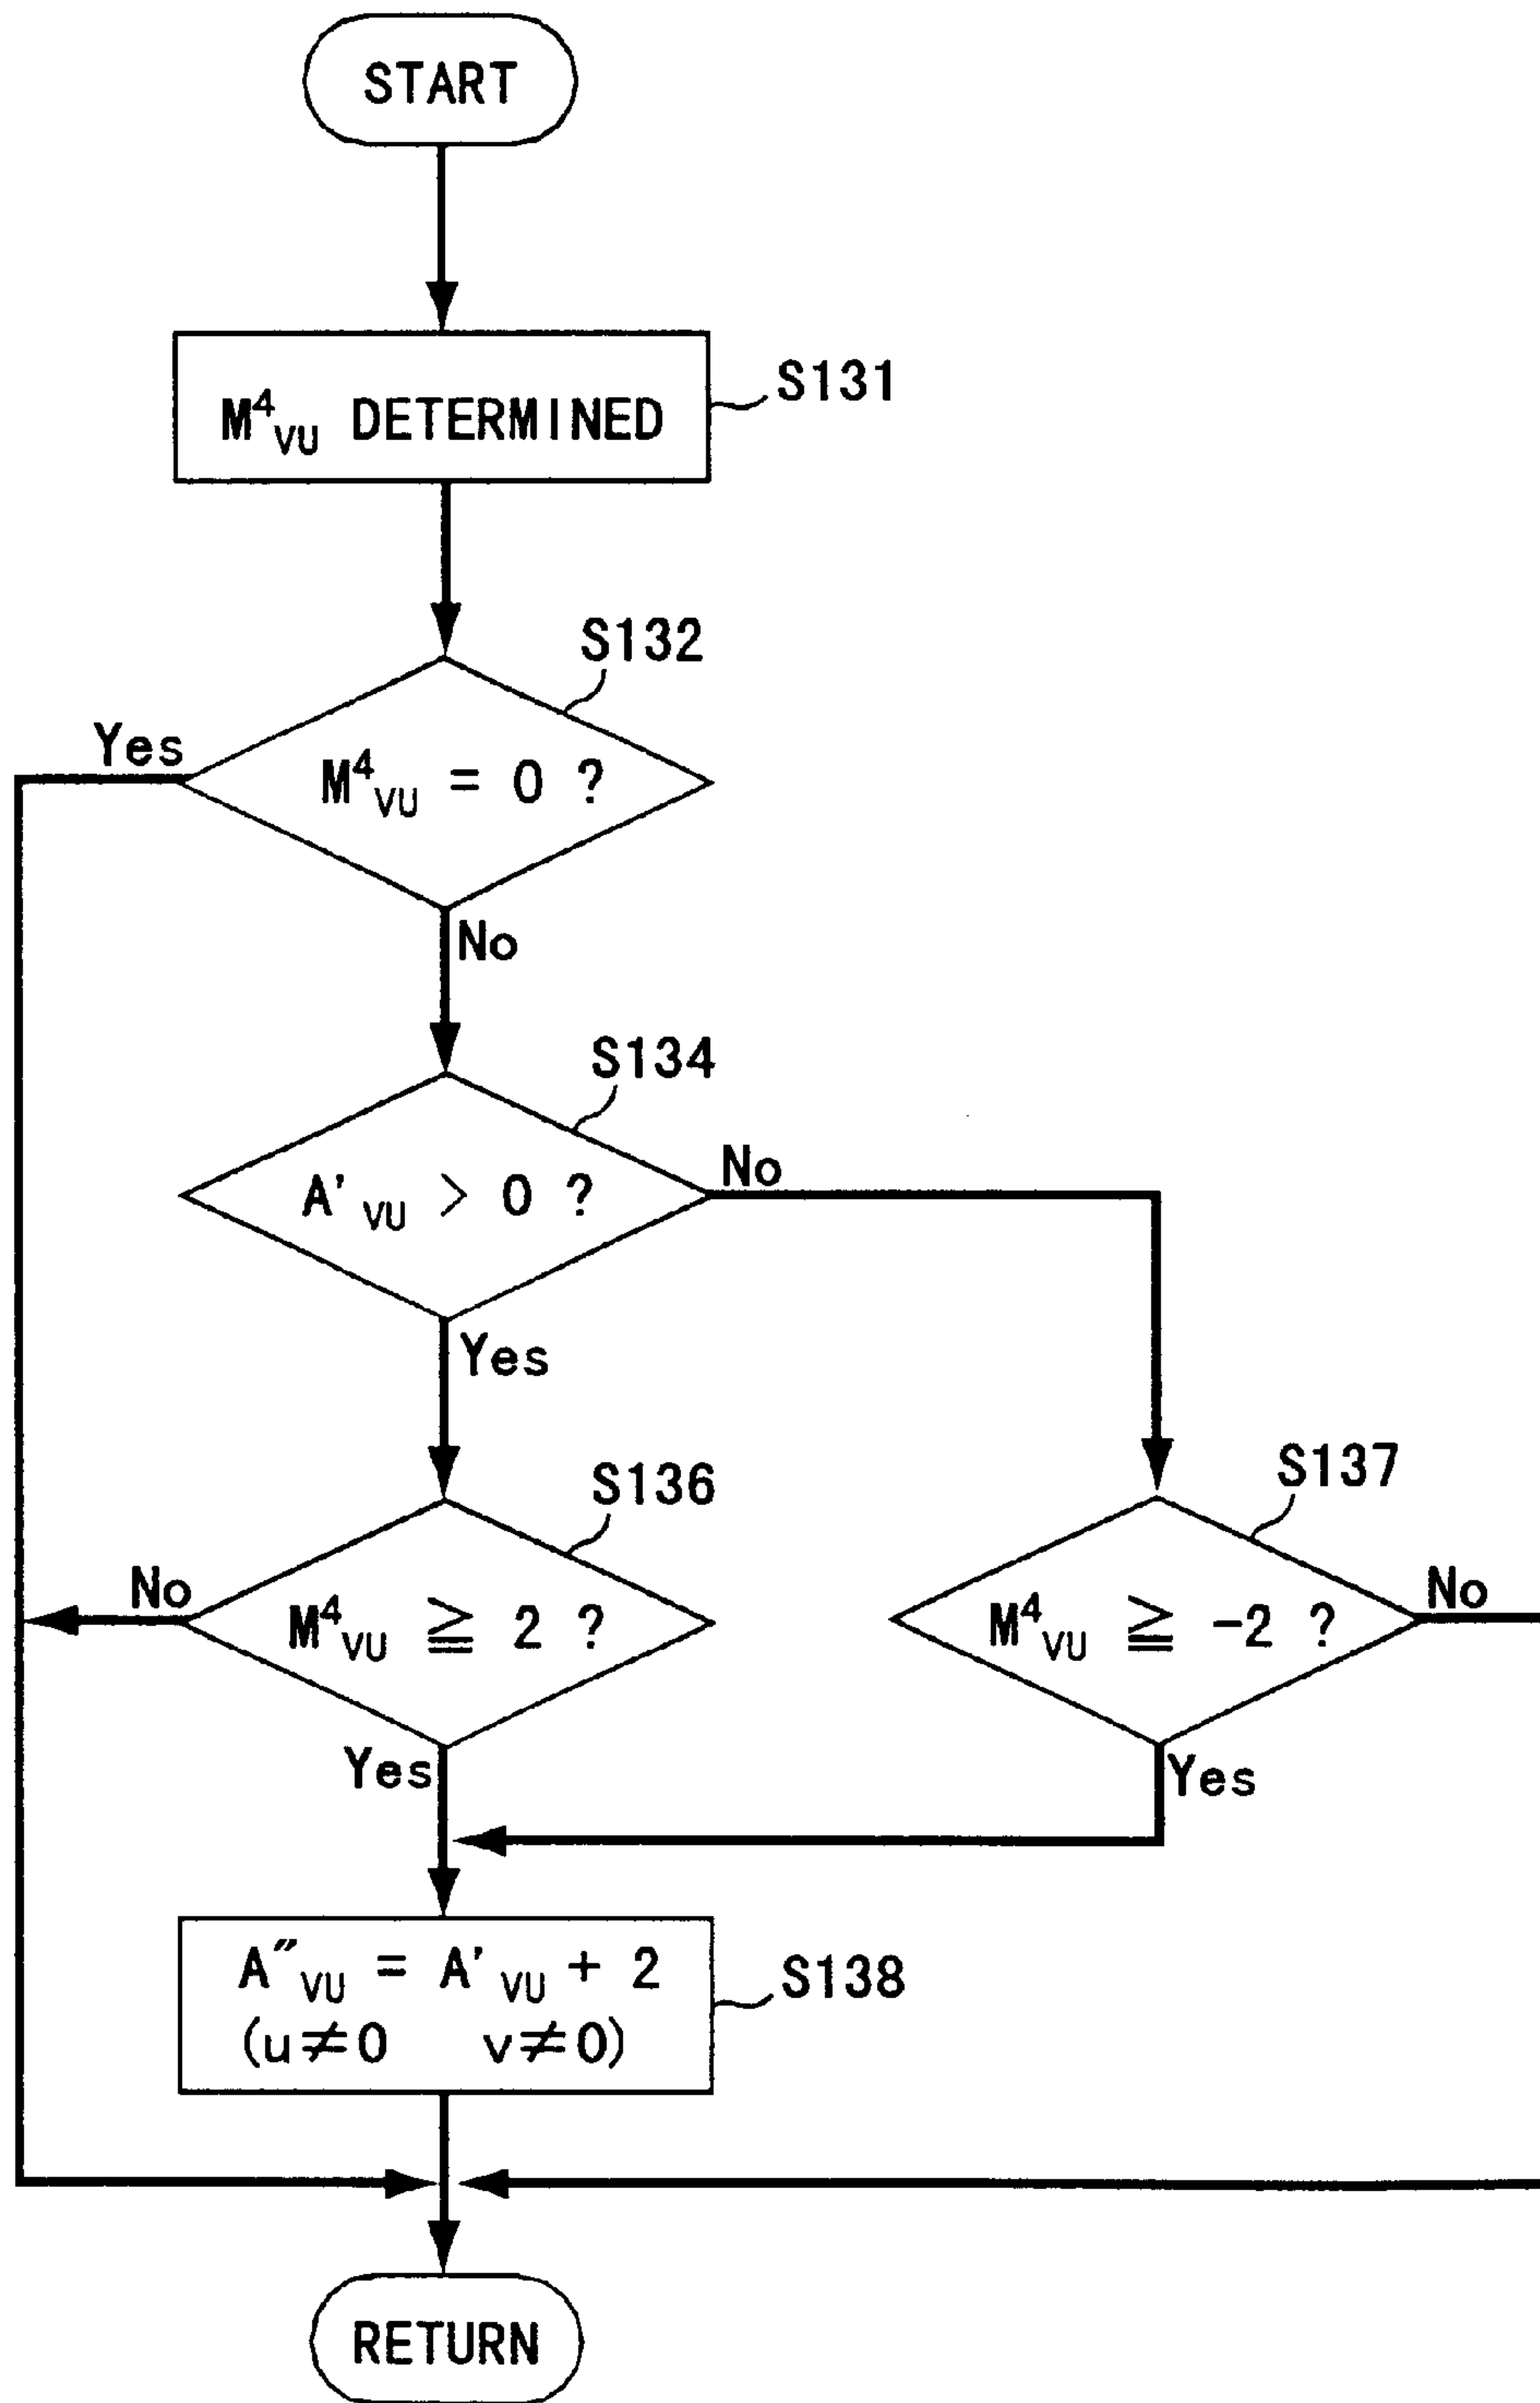 START
M⁴VU DETERMINED
S131
S132
Yes
M⁴VU = 0 ?
No
S134
A'VU > 0 ?
No
Yes
S136
S137
No
M⁴VU ≧ 2 ?
M⁴VU ≧ -2 ?
No
Yes
Yes
A"VU = A'VU + 2
(u≠0 v≠0)
S138
RETURN